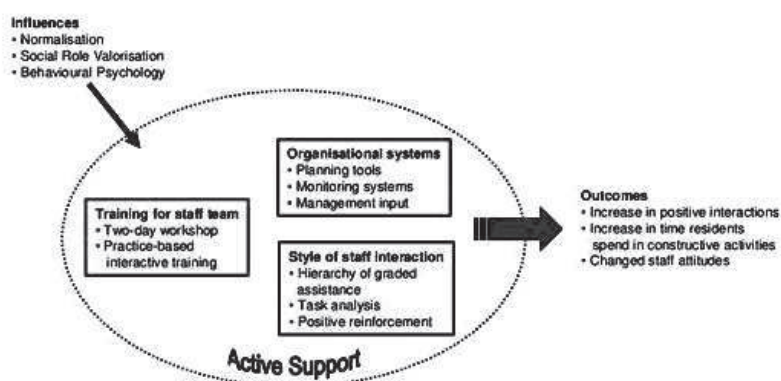 Influences
• Normalisation
• Social Role Valorisation
• Behavioural Psychology
Organisational systems
• Planning tools
• Monitoring systems
• Management input
Training for staff team
• Two-day workshop
• Practice-based
interactive training
Style of staff interaction
• Hierarchy of graded
assistance
• Task analysis
• Positive reinforcement
Outcomes
• Increase in positive interactions
• Increase in time residents
spend in constructive activities
• Changed staff attitudes
Active Support